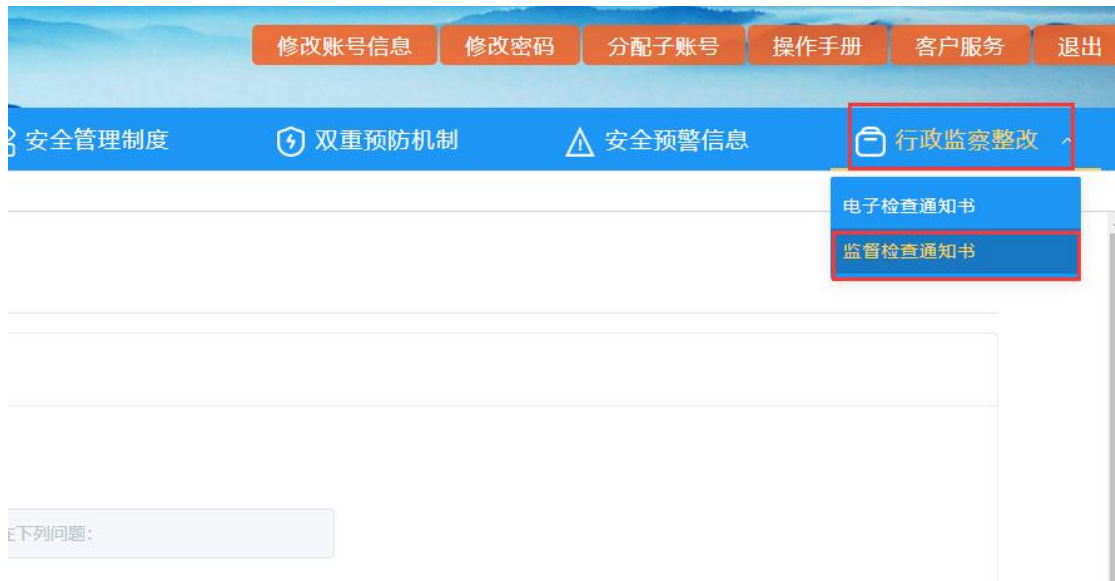 修改账号信息 修改密码 分配子账号 操作手册 客户服务 退出
安全管理制度 双重预防机制 安全预警信息 行政监察整改
电子检查通知书
监督检查通知书
下列问题：